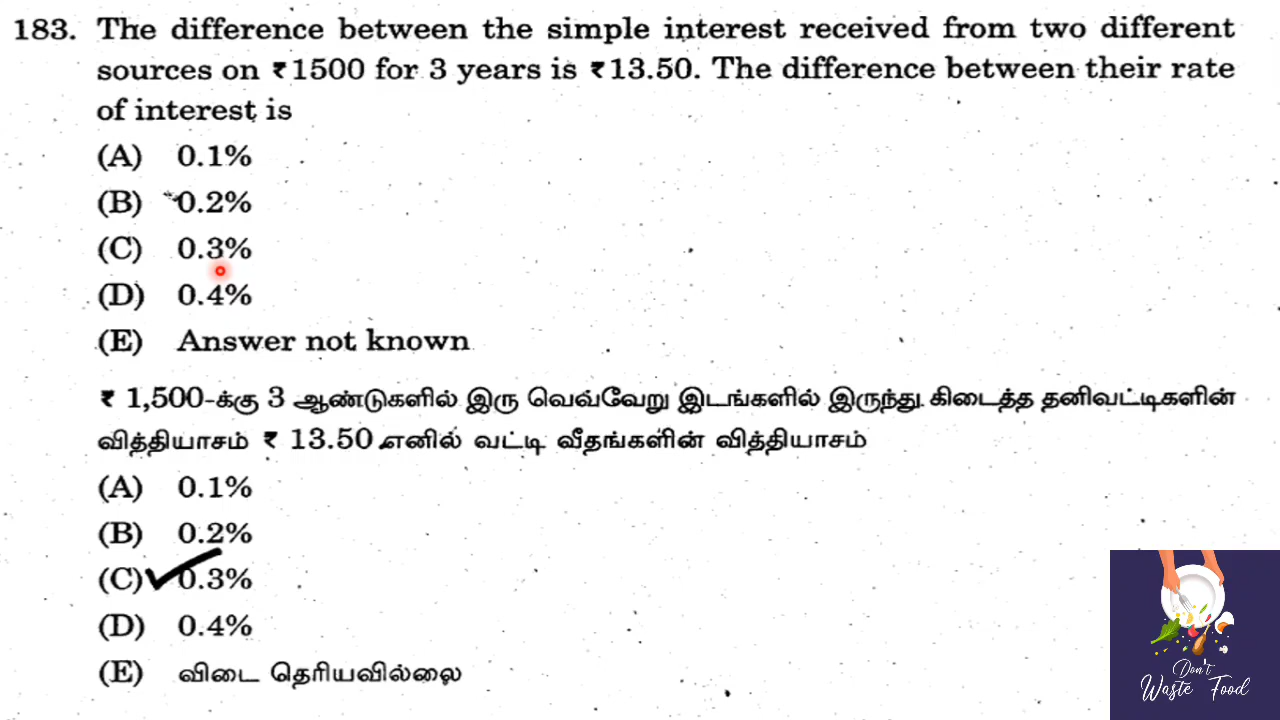 183. The difference between the simple interest received from two different
sources on ₹1500 for 3 years is ₹13.50. The difference between their rate
of interest is
(A) 0.1%
(B) 0.2%
(C) 0.3%
(D) 0.4%
(E) Answer not known
₹ 1,500-க்கு 3 ஆண்டுகளில் இரு வெவ்வேறு இடங்களில் இருந்து கிடைத்த தனிவட்டிகளின்
வித்தியாசம் ₹ 13.50 எனில் வட்டி வீதங்களின் வித்தியாசம்
(A) 0.1%
(B) 0.2%
(C) 0.3%
(D) 0.4%
(E) விடை தெரியவில்லை
Don't
Waste Food